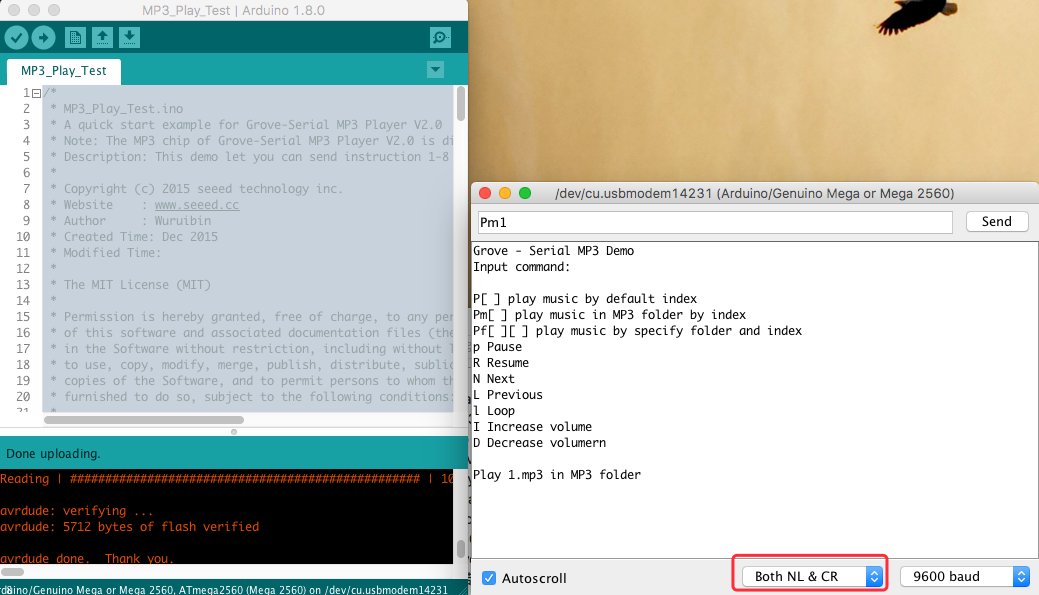 MP3_Play_Test | Arduino 1.8.0
MP3_Play_Test
1 /*
2 * MP3_Play_Test.ino
3 * A quick start example for Grove-Serial MP3 Player V2.0
4 * Note: The MP3 chip of Grove-Serial MP3 Player V2.0 is di
5 * Description: This demo let you can send instruction 1-8
6 *
7 * Copyright (c) 2015 seeed technology inc.
8 * Website : www.seeed.cc
9 * Author : Wuruibin
10 * Created Time: Dec 2015
11 * Modified Time:
12 *
13 * The MIT License (MIT)
14 *
15 * Permission is hereby granted, free of charge, to any per
16 * of this software and associated documentation files (the
17 * in the Software without restriction, including without l
18 * to use, copy, modify, merge, publish, distribute, sublic
19 * copies of the Software, and to permit persons to whom th
20 * furnished to do so, subject to the following conditions:
21 *
Done uploading.
Reading | ################################################## | 10
avrdude: verifying ...
avrdude: 5712 bytes of flash verified
avrdude done. Thank you.
rduino/Genuino Mega or Mega 2560, ATmega2560 (Mega 2560) on /dev/cu.usbmodem14231
/dev/cu.usbmodem14231 (Arduino/Genuino Mega or Mega 2560)
Pm1
Send
Grove - Serial MP3 Demo
Input command:
P[ ] play music by default index
Pm[ ] play music in MP3 folder by index
Pf[ ][ ] play music by specify folder and index
p Pause
R Resume
N Next
L Previous
l Loop
I Increase volume
D Decrease volumern
Play 1.mp3 in MP3 folder
Autoscroll
Both NL & CR
9600 baud